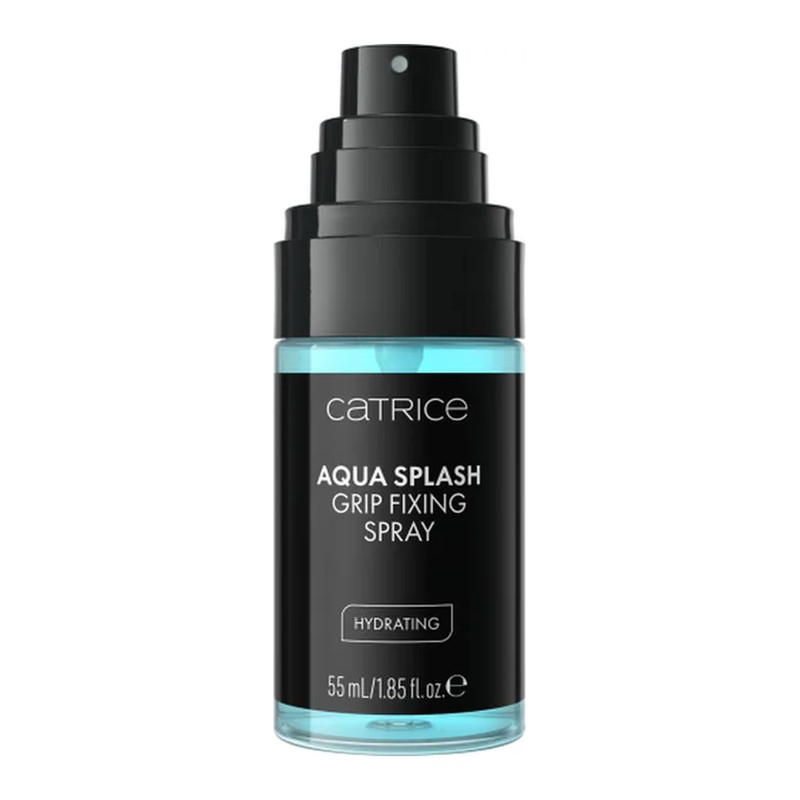 CATRICE
AQUA SPLASH
GRIP FIXING
SPRAY
HYDRATING
55 mL/1.85 fl.oz.℮